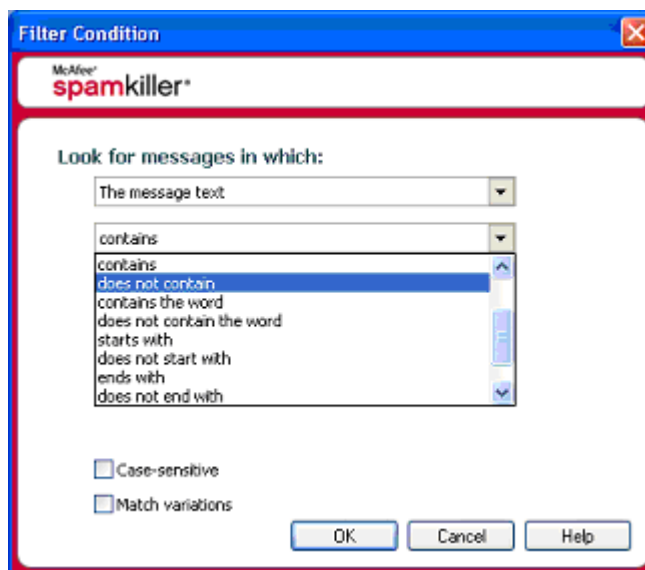 Filter Condition
McAfee®
spamkiller®
Look for messages in which:
The message text
contains
contains
does not contain
contains the word
does not contain the word
starts with
does not start with
ends with
does not end with
Case-sensitive
Match variations
OK Cancel Help